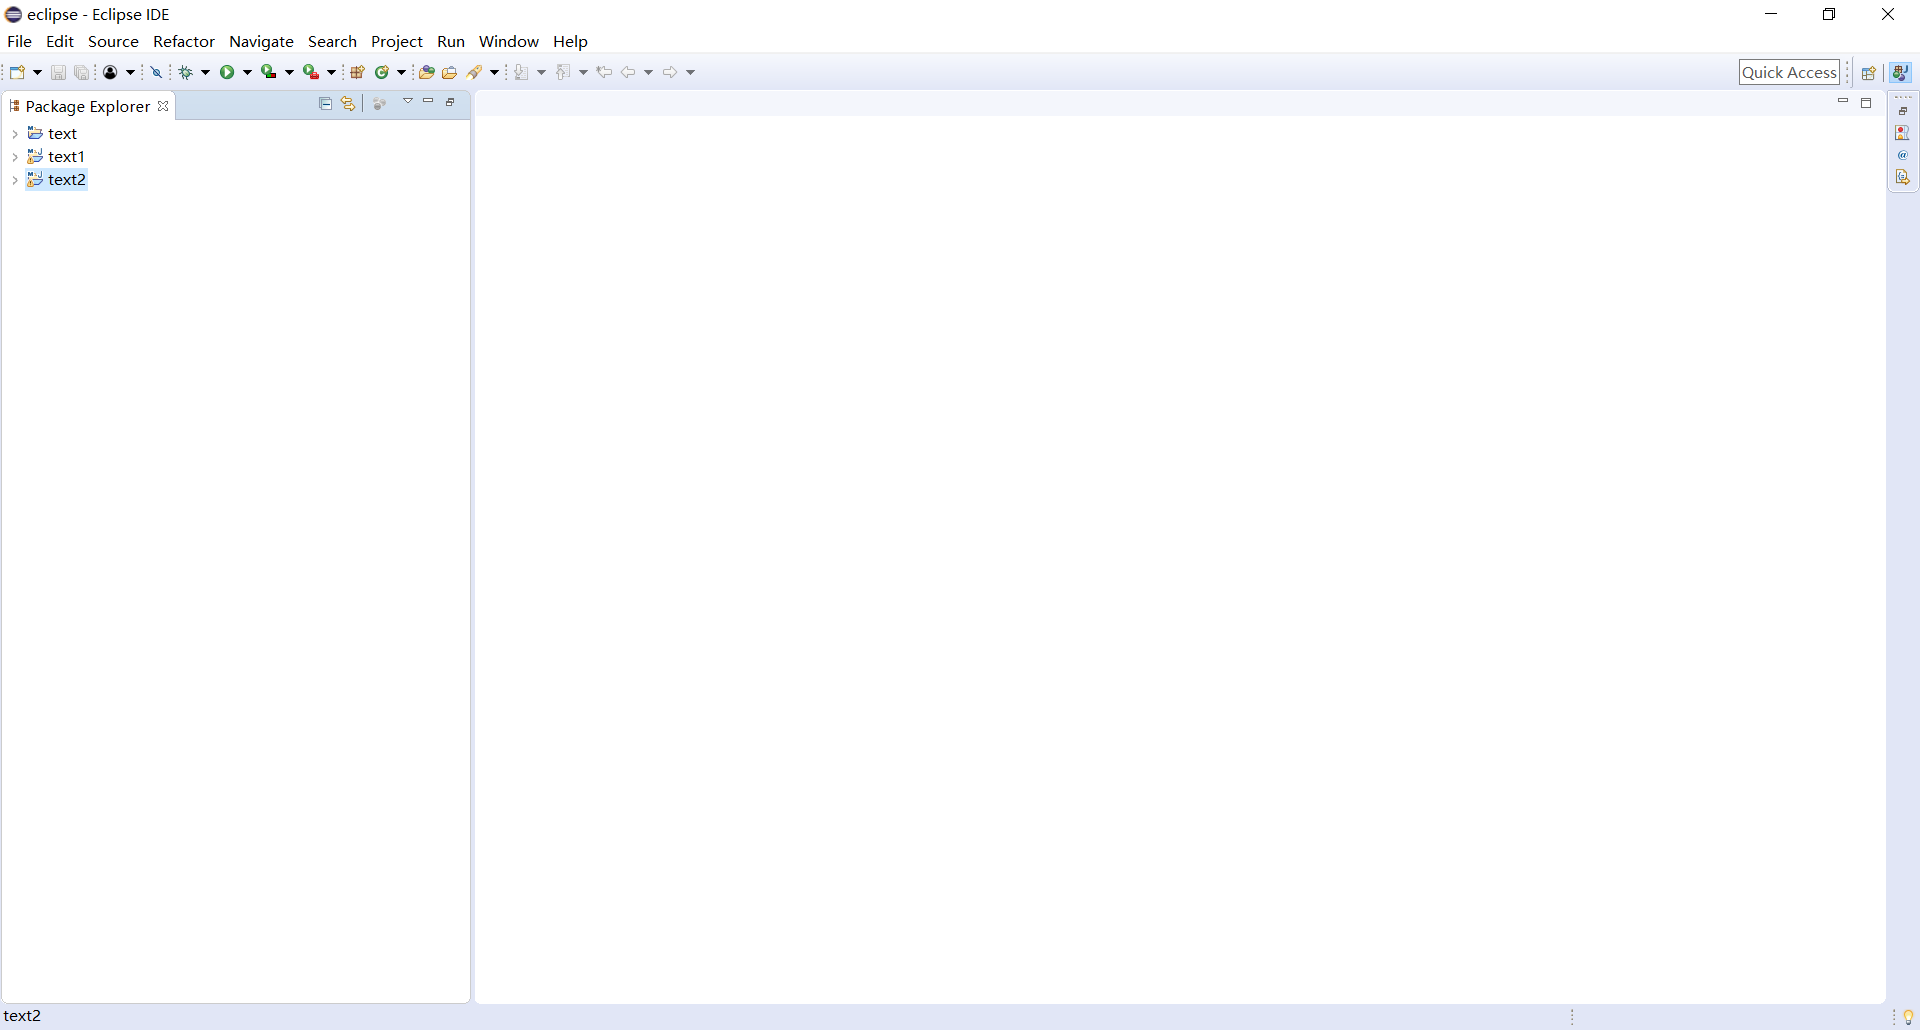 eclipse - Eclipse IDE
File Edit Source Refactor Navigate Search Project Run Window Help
Quick Access
Package Explorer
text
text1
text2
text2